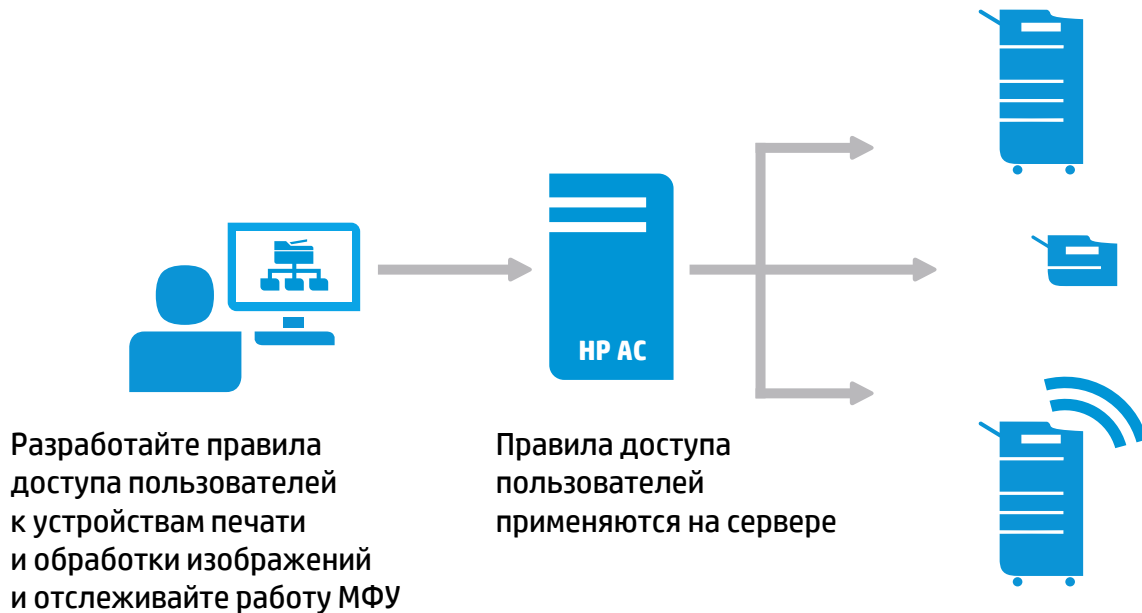 HP AC
Разработайте правила
доступа пользователей
к устройствам печати
и обработки изображений
и отслеживайте работу МФУ
Правила доступа
пользователей
применяются на сервере